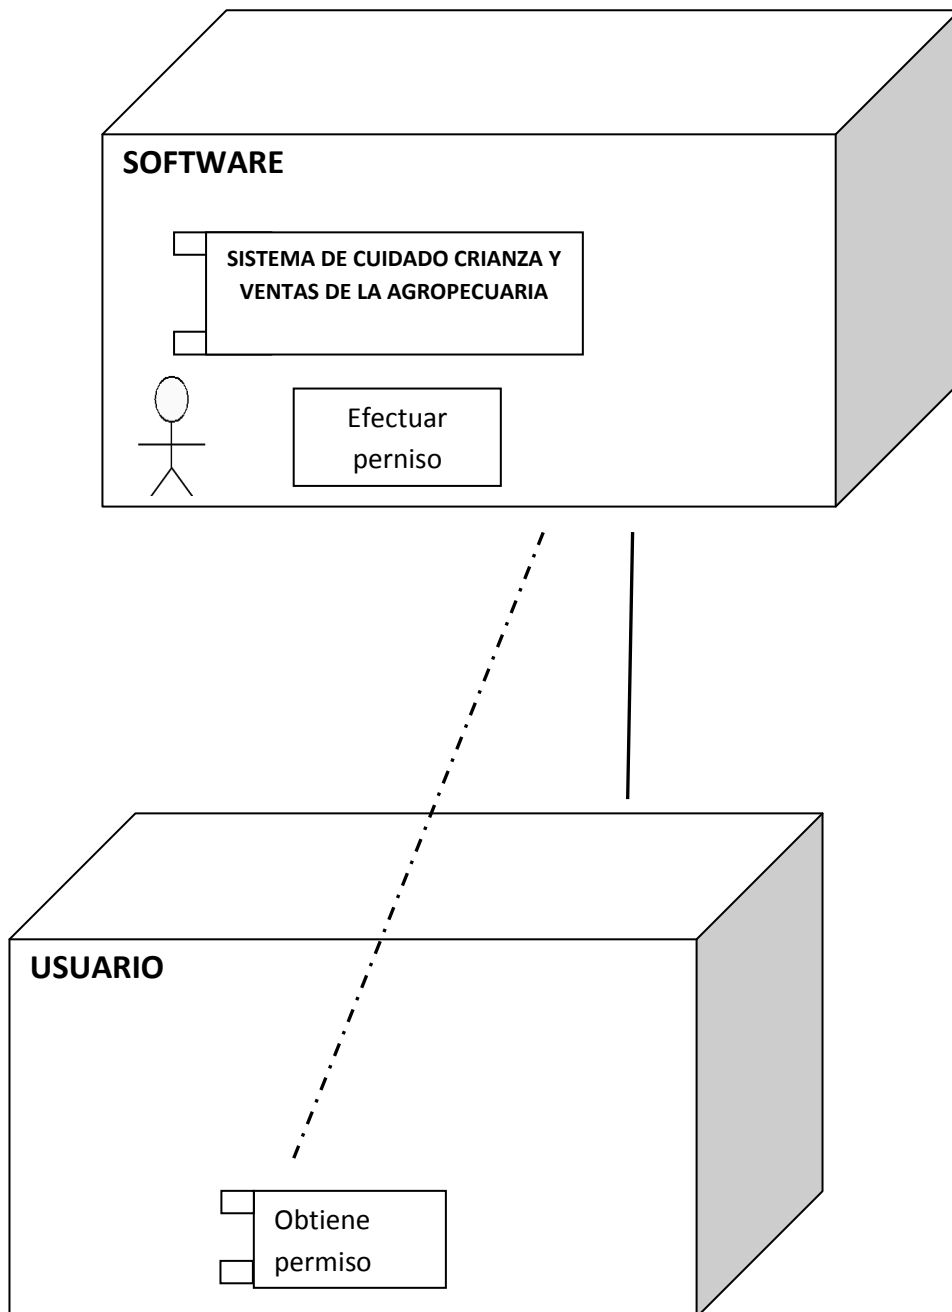 SOFTWARE
SISTEMA DE CUIDADO CRIANZA Y
VENTAS DE LA AGROPECUARIA
Efectuar
perniso
USUARIO
Obtiene
permiso